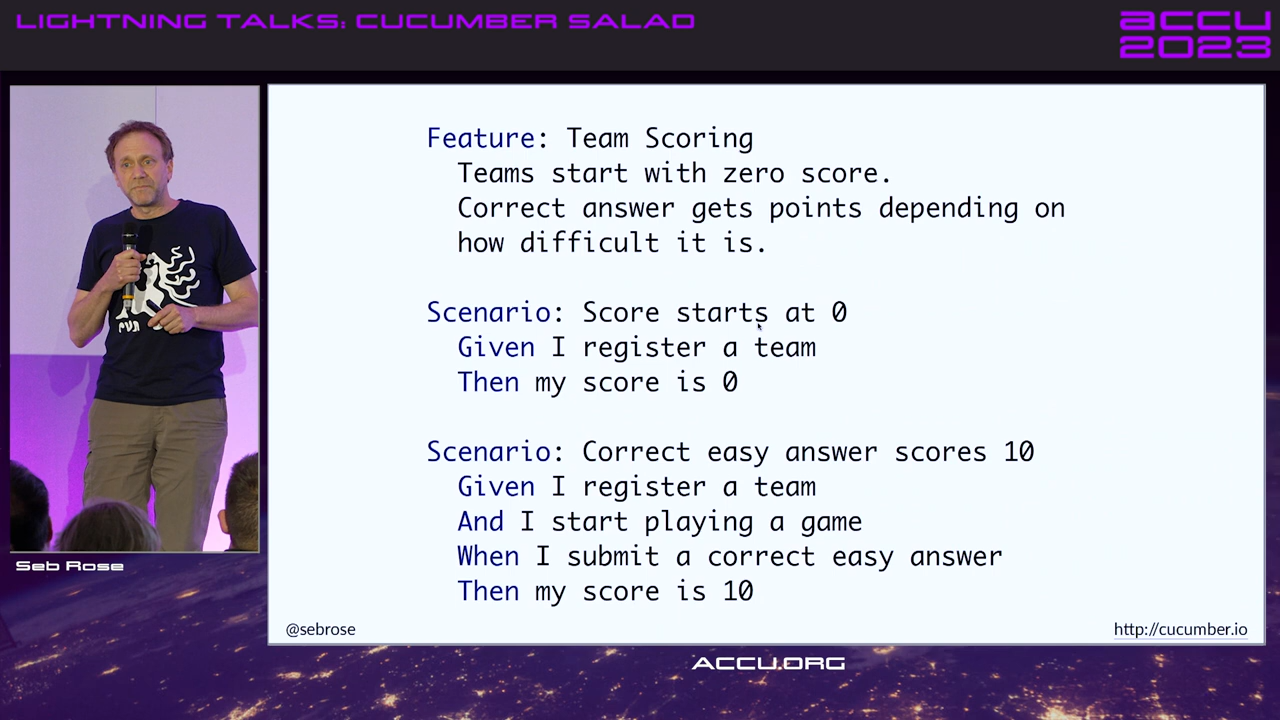 LIGHTNING TALKS: CUCUMBER SALAD
accu
2023
Feature: Team Scoring
Teams start with zero score.
Correct answer gets points depending on
how difficult it is.
Scenario: Score starts at 0
Given I register a team
Then my score is 0
Scenario: Correct easy answer scores 10
Given I register a team
And I start playing a game
When I submit a correct easy answer
Then my score is 10
@sebrose
http://cucumber.io
Seb Rose
ACCU.ORG